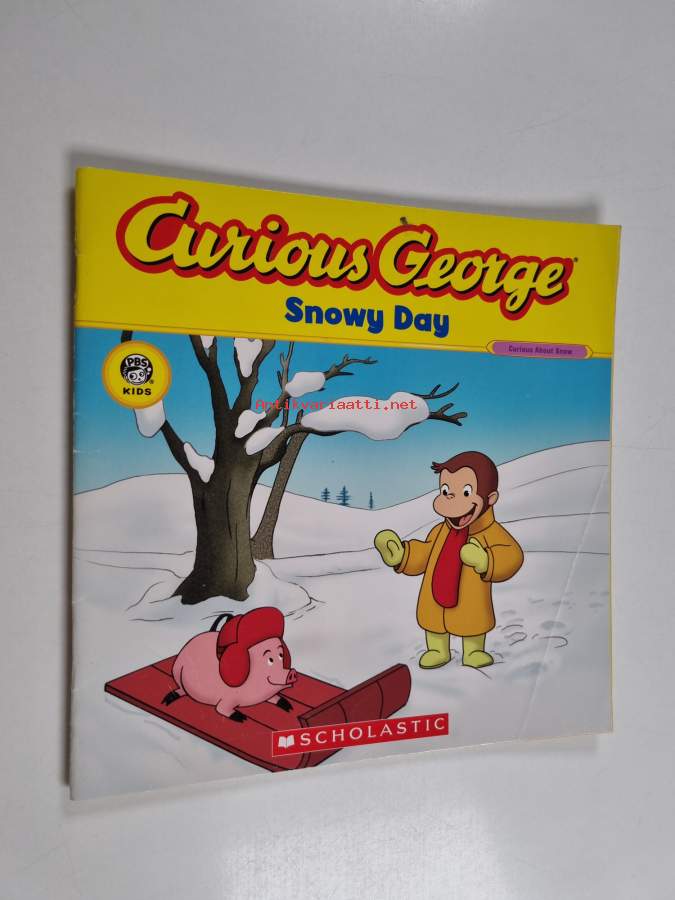 Curious George®
Snowy Day
Curious About Snow
PBS
KIDS
Antikvariaatti.net
SCHOLASTIC